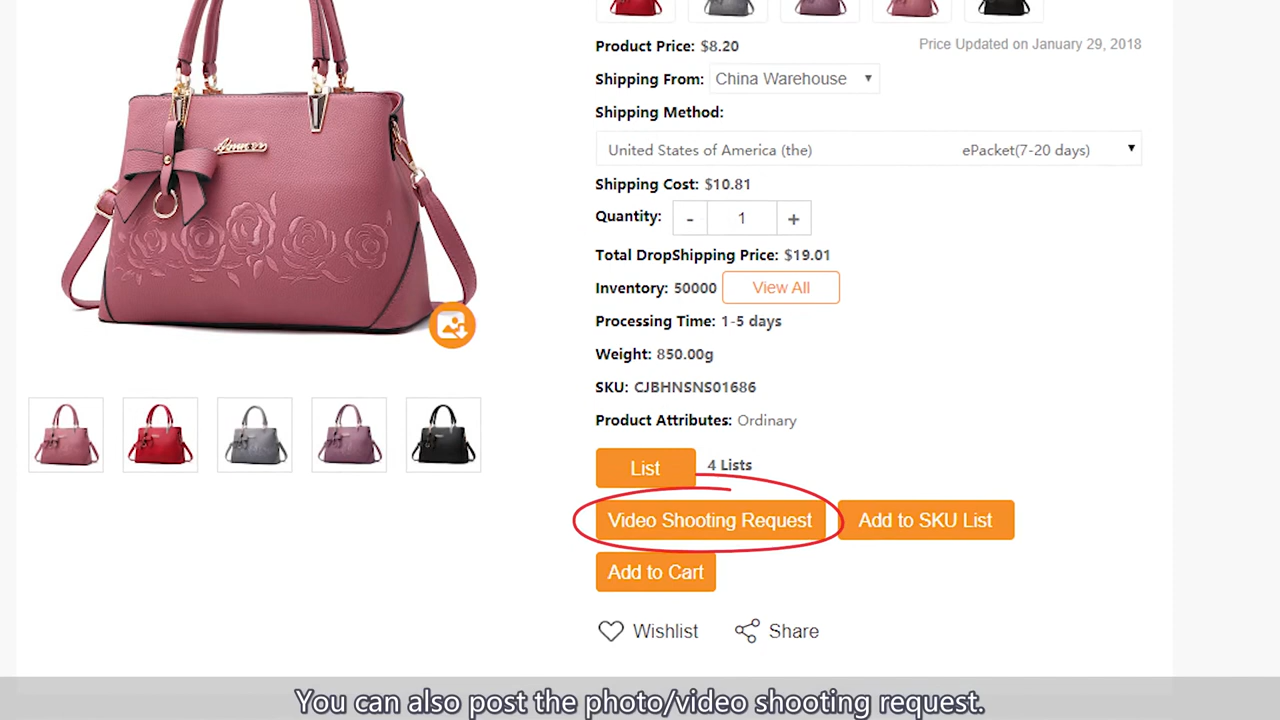 Product Price: $8.20
Price Updated on January 29, 2018
Shipping From: China Warehouse
Shipping Method:
United States of America (the) ePacket(7-20 days)
Shipping Cost: $10.81
Quantity: - 1 +
Total DropShipping Price: $19.01
Inventory: 50000 View All
Processing Time: 1-5 days
Weight: 850.00g
SKU: CJBHNSNS01686
Product Attributes: Ordinary
List 4 Lists
Video Shooting Request Add to SKU List
Add to Cart
Wishlist Share
You can also post the photo/video shooting request.